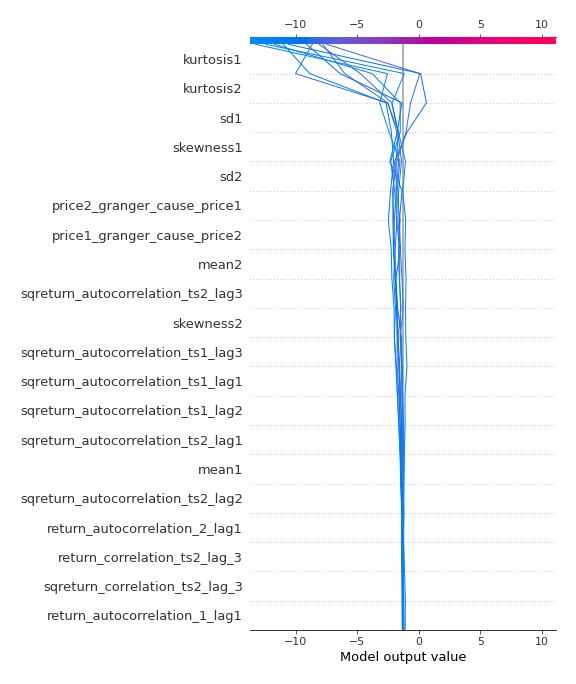 −10 −5 0 5 10
kurtosis1
kurtosis2
sd1
skewness1
sd2
price2_granger_cause_price1
price1_granger_cause_price2
mean2
sqreturn_autocorrelation_ts2_lag3
skewness2
sqreturn_autocorrelation_ts1_lag3
sqreturn_autocorrelation_ts1_lag1
sqreturn_autocorrelation_ts1_lag2
sqreturn_autocorrelation_ts2_lag1
mean1
sqreturn_autocorrelation_ts2_lag2
return_autocorrelation_2_lag1
return_correlation_ts2_lag_3
sqreturn_correlation_ts2_lag_3
return_autocorrelation_1_lag1
−10 −5 0 5 10
Model output value